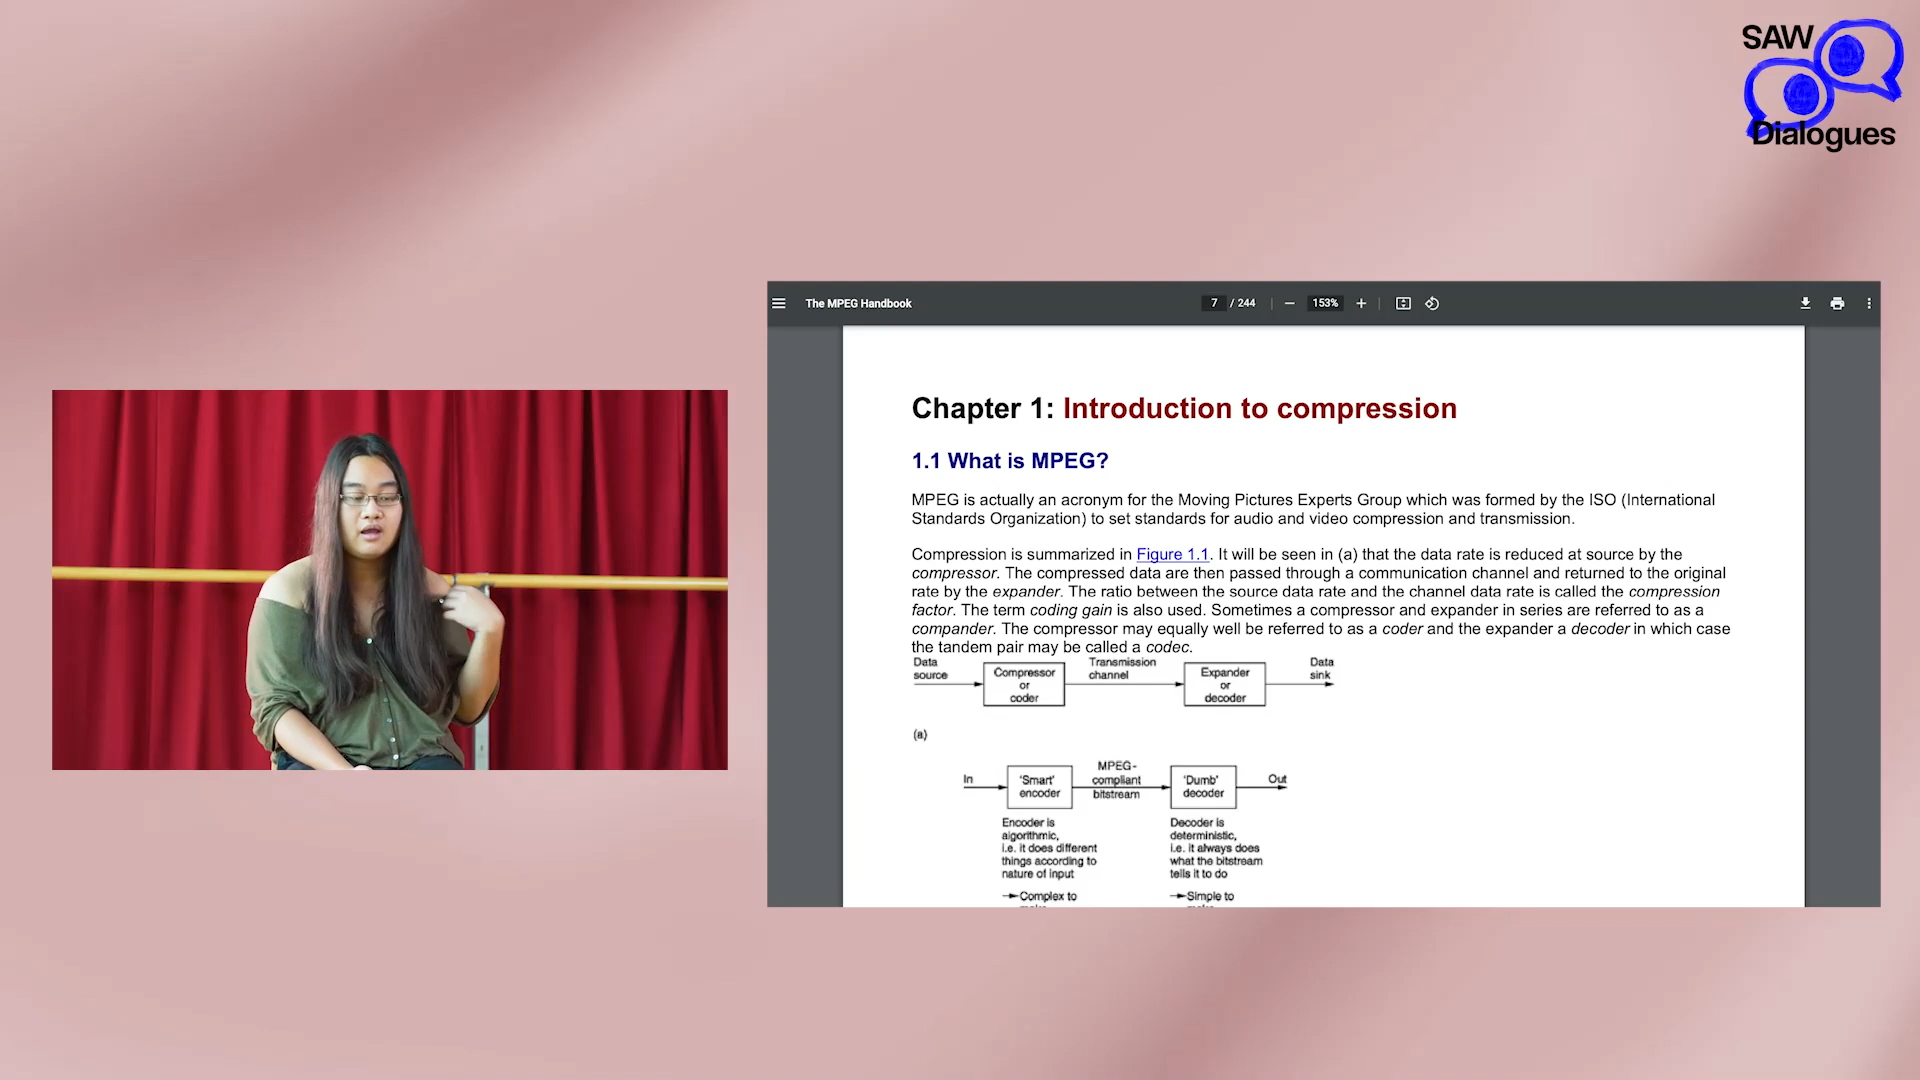 SAW
Dialogues
The MPEG Handbook
7 / 244
153%
Chapter 1: Introduction to compression
1.1 What is MPEG?
MPEG is actually an acronym for the Moving Pictures Experts Group which was formed by the ISO (International
Standards Organization) to set standards for audio and video compression and transmission.
Compression is summarized in Figure 1.1. It will be seen in (a) that the data rate is reduced at source by the
compressor. The compressed data are then passed through a communication channel and returned to the original
rate by the expander. The ratio between the source data rate and the channel data rate is called the compression
factor. The term coding gain is also used. Sometimes a compressor and expander in series are referred to as a
compander. The compressor may equally well be referred to as a coder and the expander a decoder in which case
the tandem pair may be called a codec.
Data
source
Compressor
or
coder
Transmission
channel
Expander
or
decoder
Data
sink
(a)
In
'Smart'
encoder
MPEG-
compliant
bitstream
'Dumb'
decoder
Out
Encoder is
algorithmic,
i.e. it does different
things according to
nature of input
Decoder is
deterministic,
i.e. it always does
what the bitstream
tells it to do
Complex to
Simple to